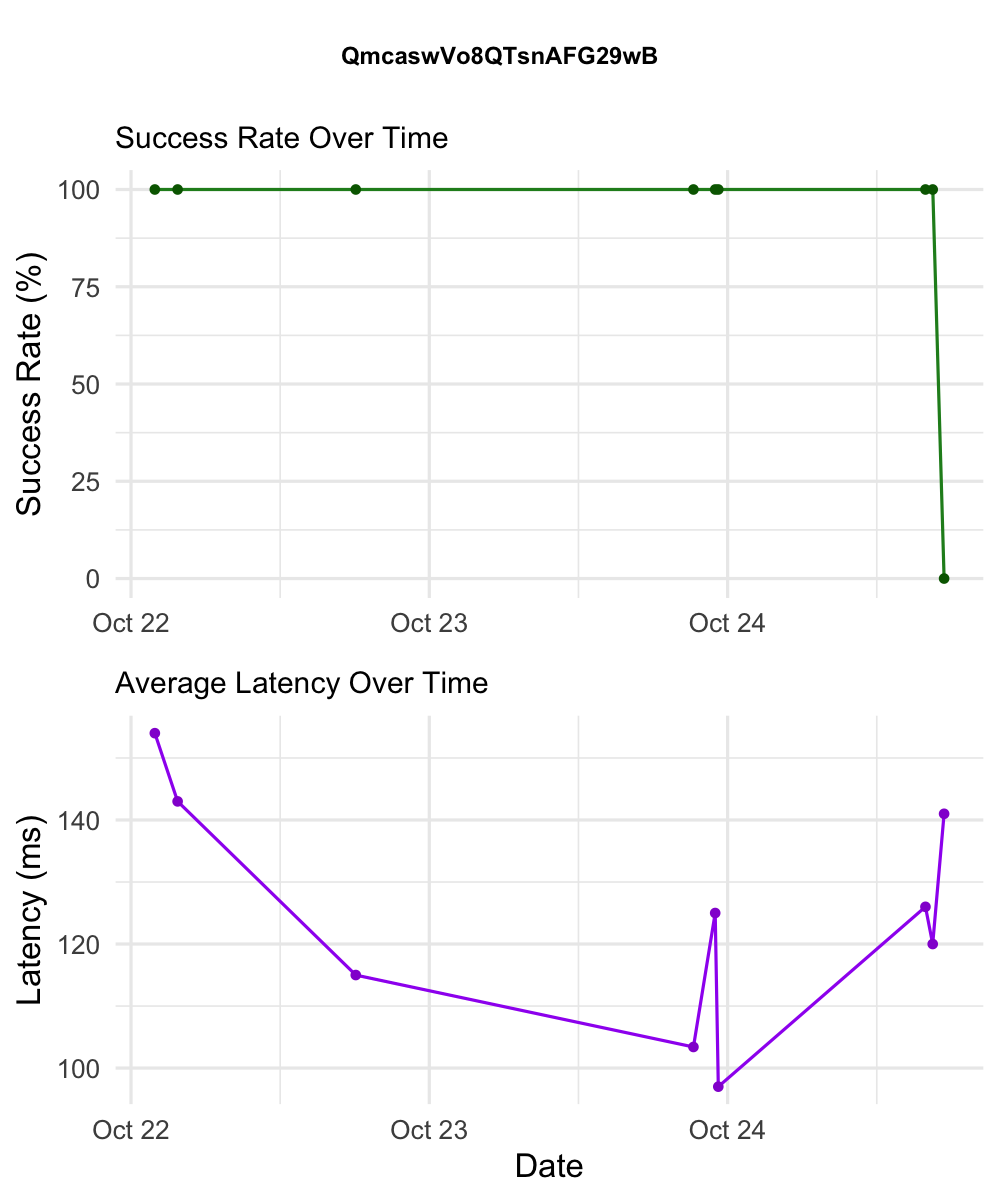 QmcaswVo8QTsnAFG29wB
Success Rate Over Time
100
75
50
25
0
Success Rate (%)
Oct 22 Oct 23 Oct 24
Average Latency Over Time
140
120
100
Latency (ms)
Oct 22 Oct 23 Oct 24
Date